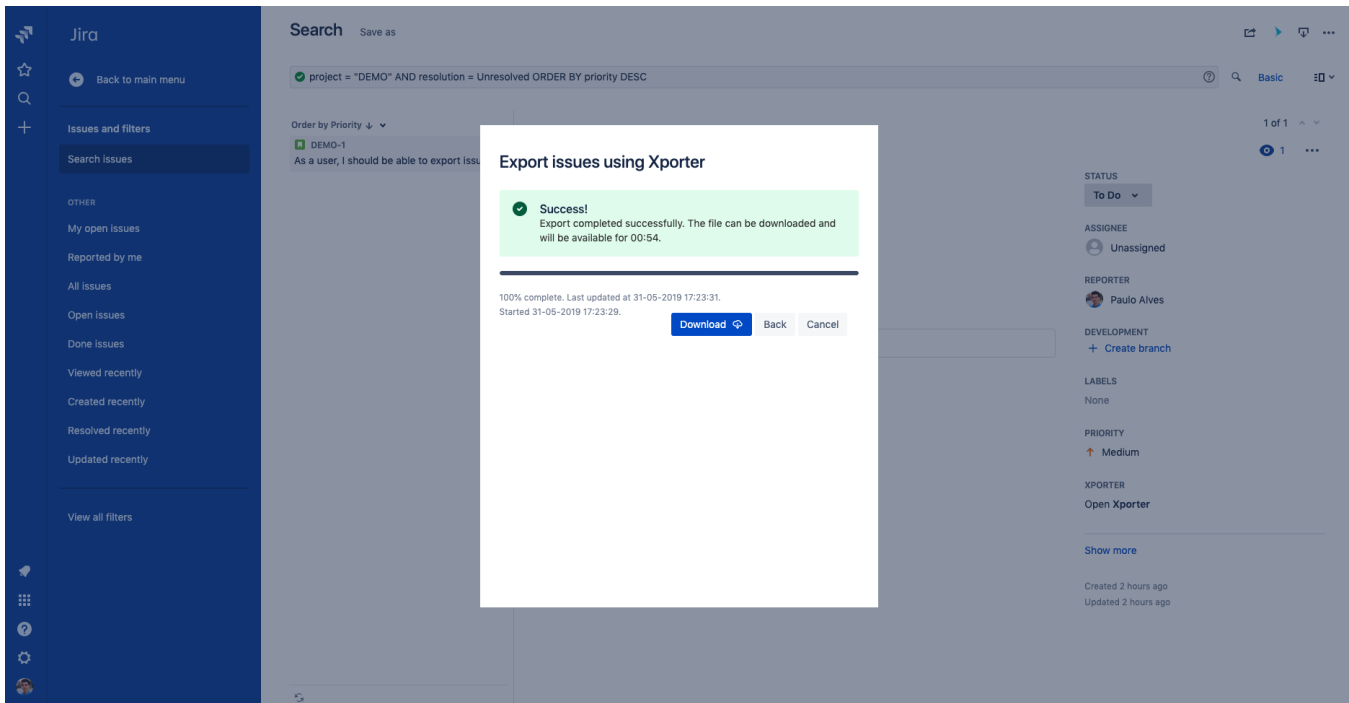 Jira
Back to main menu
Issues and filters
Search issues
OTHER
My open issues
Reported by me
All issues
Open issues
Done issues
Viewed recently
Created recently
Resolved recently
Updated recently
View all filters
Search Save as
project = "DEMO" AND resolution = Unresolved ORDER BY priority DESC
Basic
Order by Priority
DEMO-1
As a user, I should be able to export issu
Export issues using Xporter
Success!
Export completed successfully. The file can be downloaded and
will be available for 00:54.
100% complete. Last updated at 31-05-2019 17:23:31.
Started 31-05-2019 17:23:29.
Download Back Cancel
1 of 1
1
STATUS
To Do
ASSIGNEE
Unassigned
REPORTER
Paulo Alves
DEVELOPMENT
+ Create branch
LABELS
None
PRIORITY
Medium
XPORTER
Open Xporter
Show more
Created 2 hours ago
Updated 2 hours ago